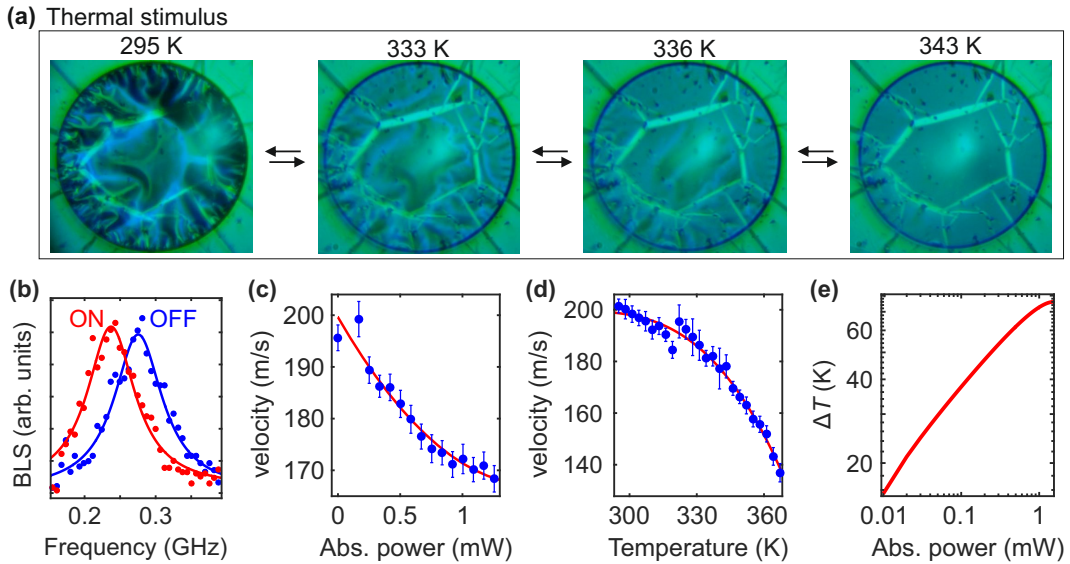 (a) Thermal stimulus
295 K 333 K 336 K 343 K
(b) (c) (d) (e)
ON OFF
BLS (arb. units)
0.2 0.3
Frequency (GHz)
200
190
180
170
velocity (m/s)
0 0.5 1
Abs. power (mW)
200
180
160
140
velocity (m/s)
300 330 360
Temperature (K)
60
40
20
ΔT (K)
0.01 0.1 1
Abs. power (mW)